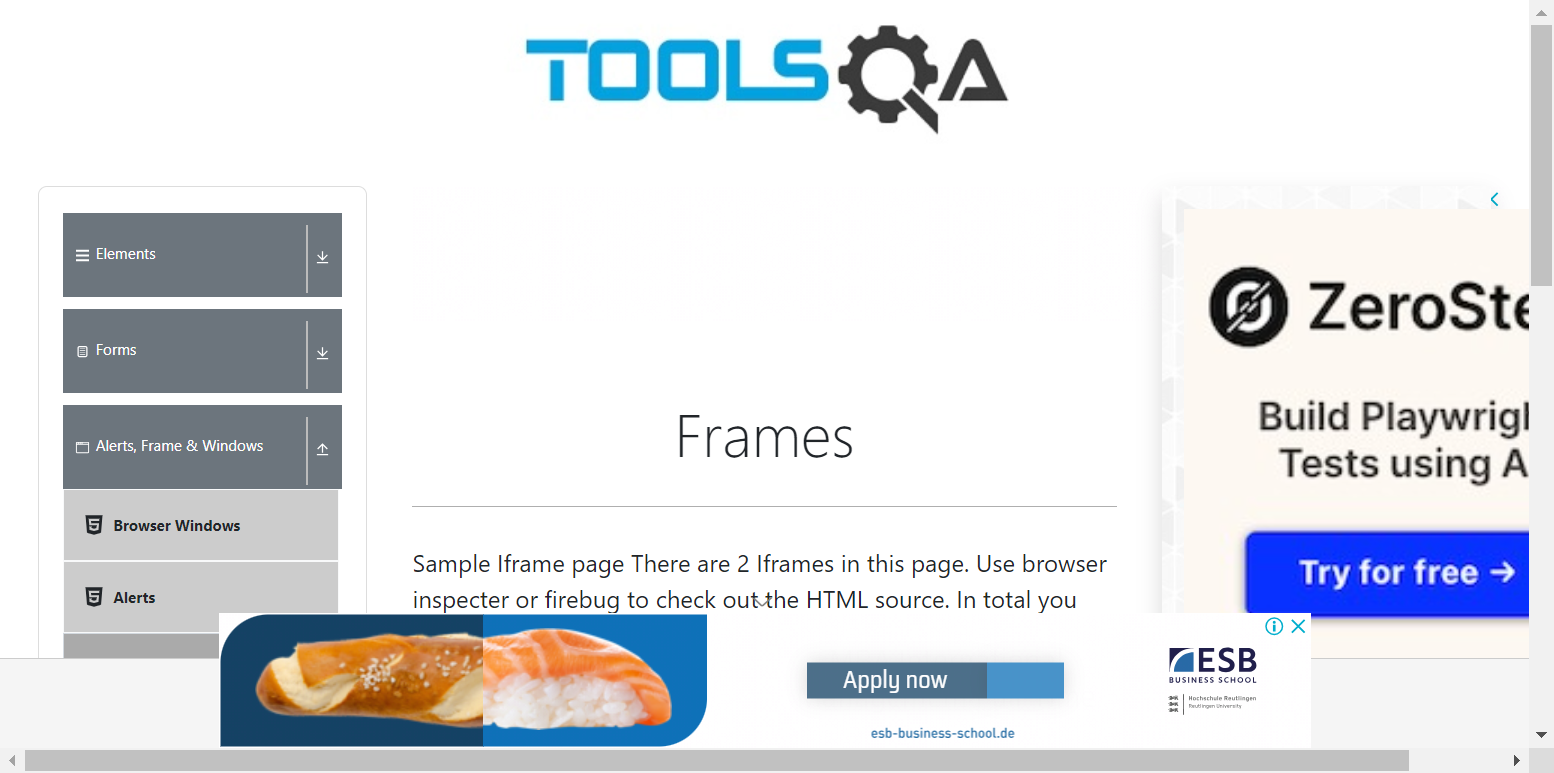 TOOLSQA
Elements
Forms
Alerts, Frame & Windows
Browser Windows
Alerts
Frames
Sample Iframe page There are 2 Iframes in this page. Use browser
inspecter or firebug to check out the HTML source. In total you
ZeroSte
Build Playwrigh
Tests using A
Try for free →
Apply now
esb-business-school.de
ESB
BUSINESS SCHOOL
Hochschule Reutlingen
Reutlingen University